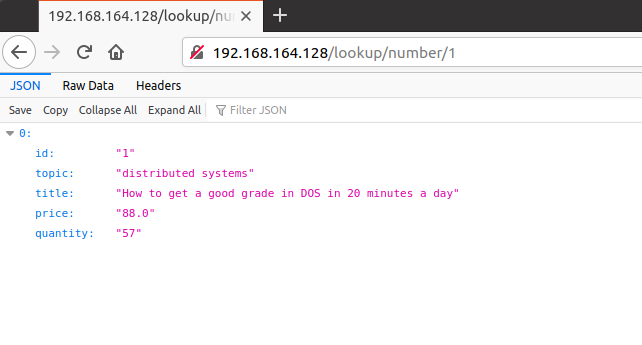 192.168.164.128/lookup/nu
192.168.164.128/lookup/number/1
JSON Raw Data Headers
Save Copy Collapse All Expand All Filter JSON
0:
id: "1"
topic: "distributed systems"
title: "How to get a good grade in DOS in 20 minutes a day"
price: "88.0"
quantity: "57"